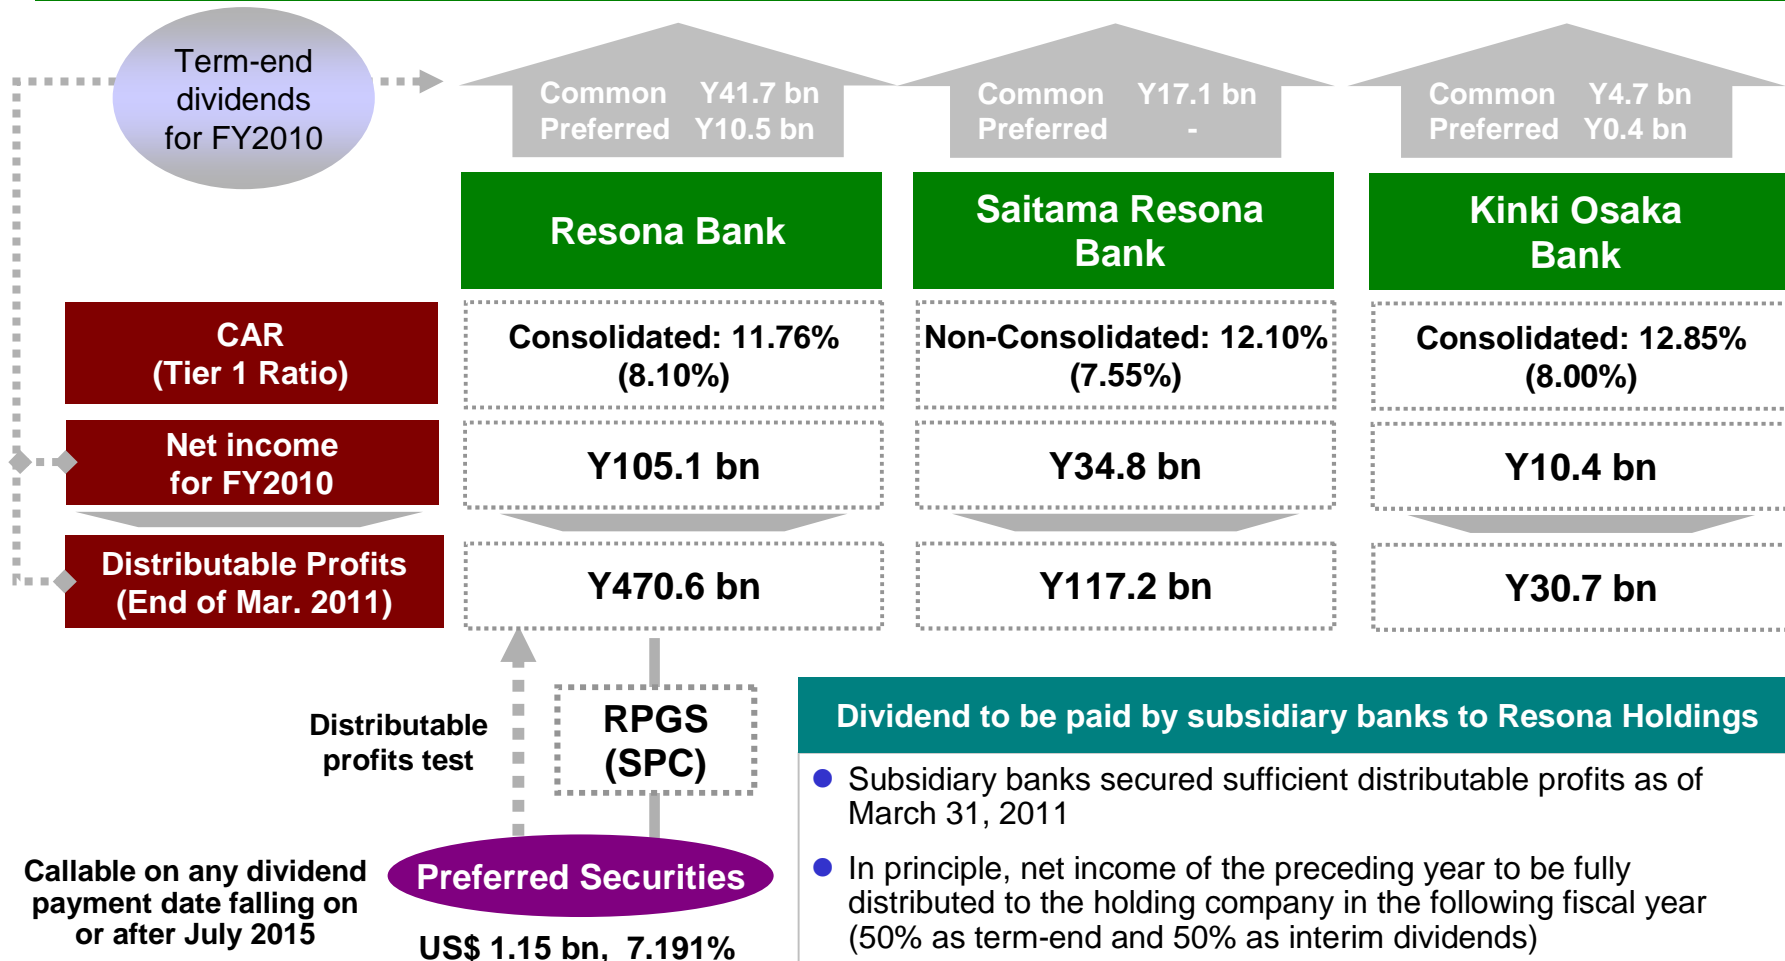 Term-end
dividends
for FY2010
Common Y41.7 bn
Preferred Y10.5 bn
Common Y17.1 bn
Preferred -
Common Y4.7 bn
Preferred Y0.4 bn
Resona Bank
Saitama Resona
Bank
Kinki Osaka
Bank
CAR
(Tier 1 Ratio)
Consolidated: 11.76%
(8.10%)
Non-Consolidated: 12.10%
(7.55%)
Consolidated: 12.85%
(8.00%)
Net income
for FY2010
Y105.1 bn
Y34.8 bn
Y10.4 bn
Distributable Profits
(End of Mar. 2011)
Y470.6 bn
Y117.2 bn
Y30.7 bn
Distributable
profits test
RPGS
(SPC)
Callable on any dividend
payment date falling on
or after July 2015
Preferred Securities
US$ 1.15 bn, 7.191%
Dividend to be paid by subsidiary banks to Resona Holdings
● Subsidiary banks secured sufficient distributable profits as of
March 31, 2011
● In principle, net income of the preceding year to be fully
distributed to the holding company in the following fiscal year
(50% as term-end and 50% as interim dividends)